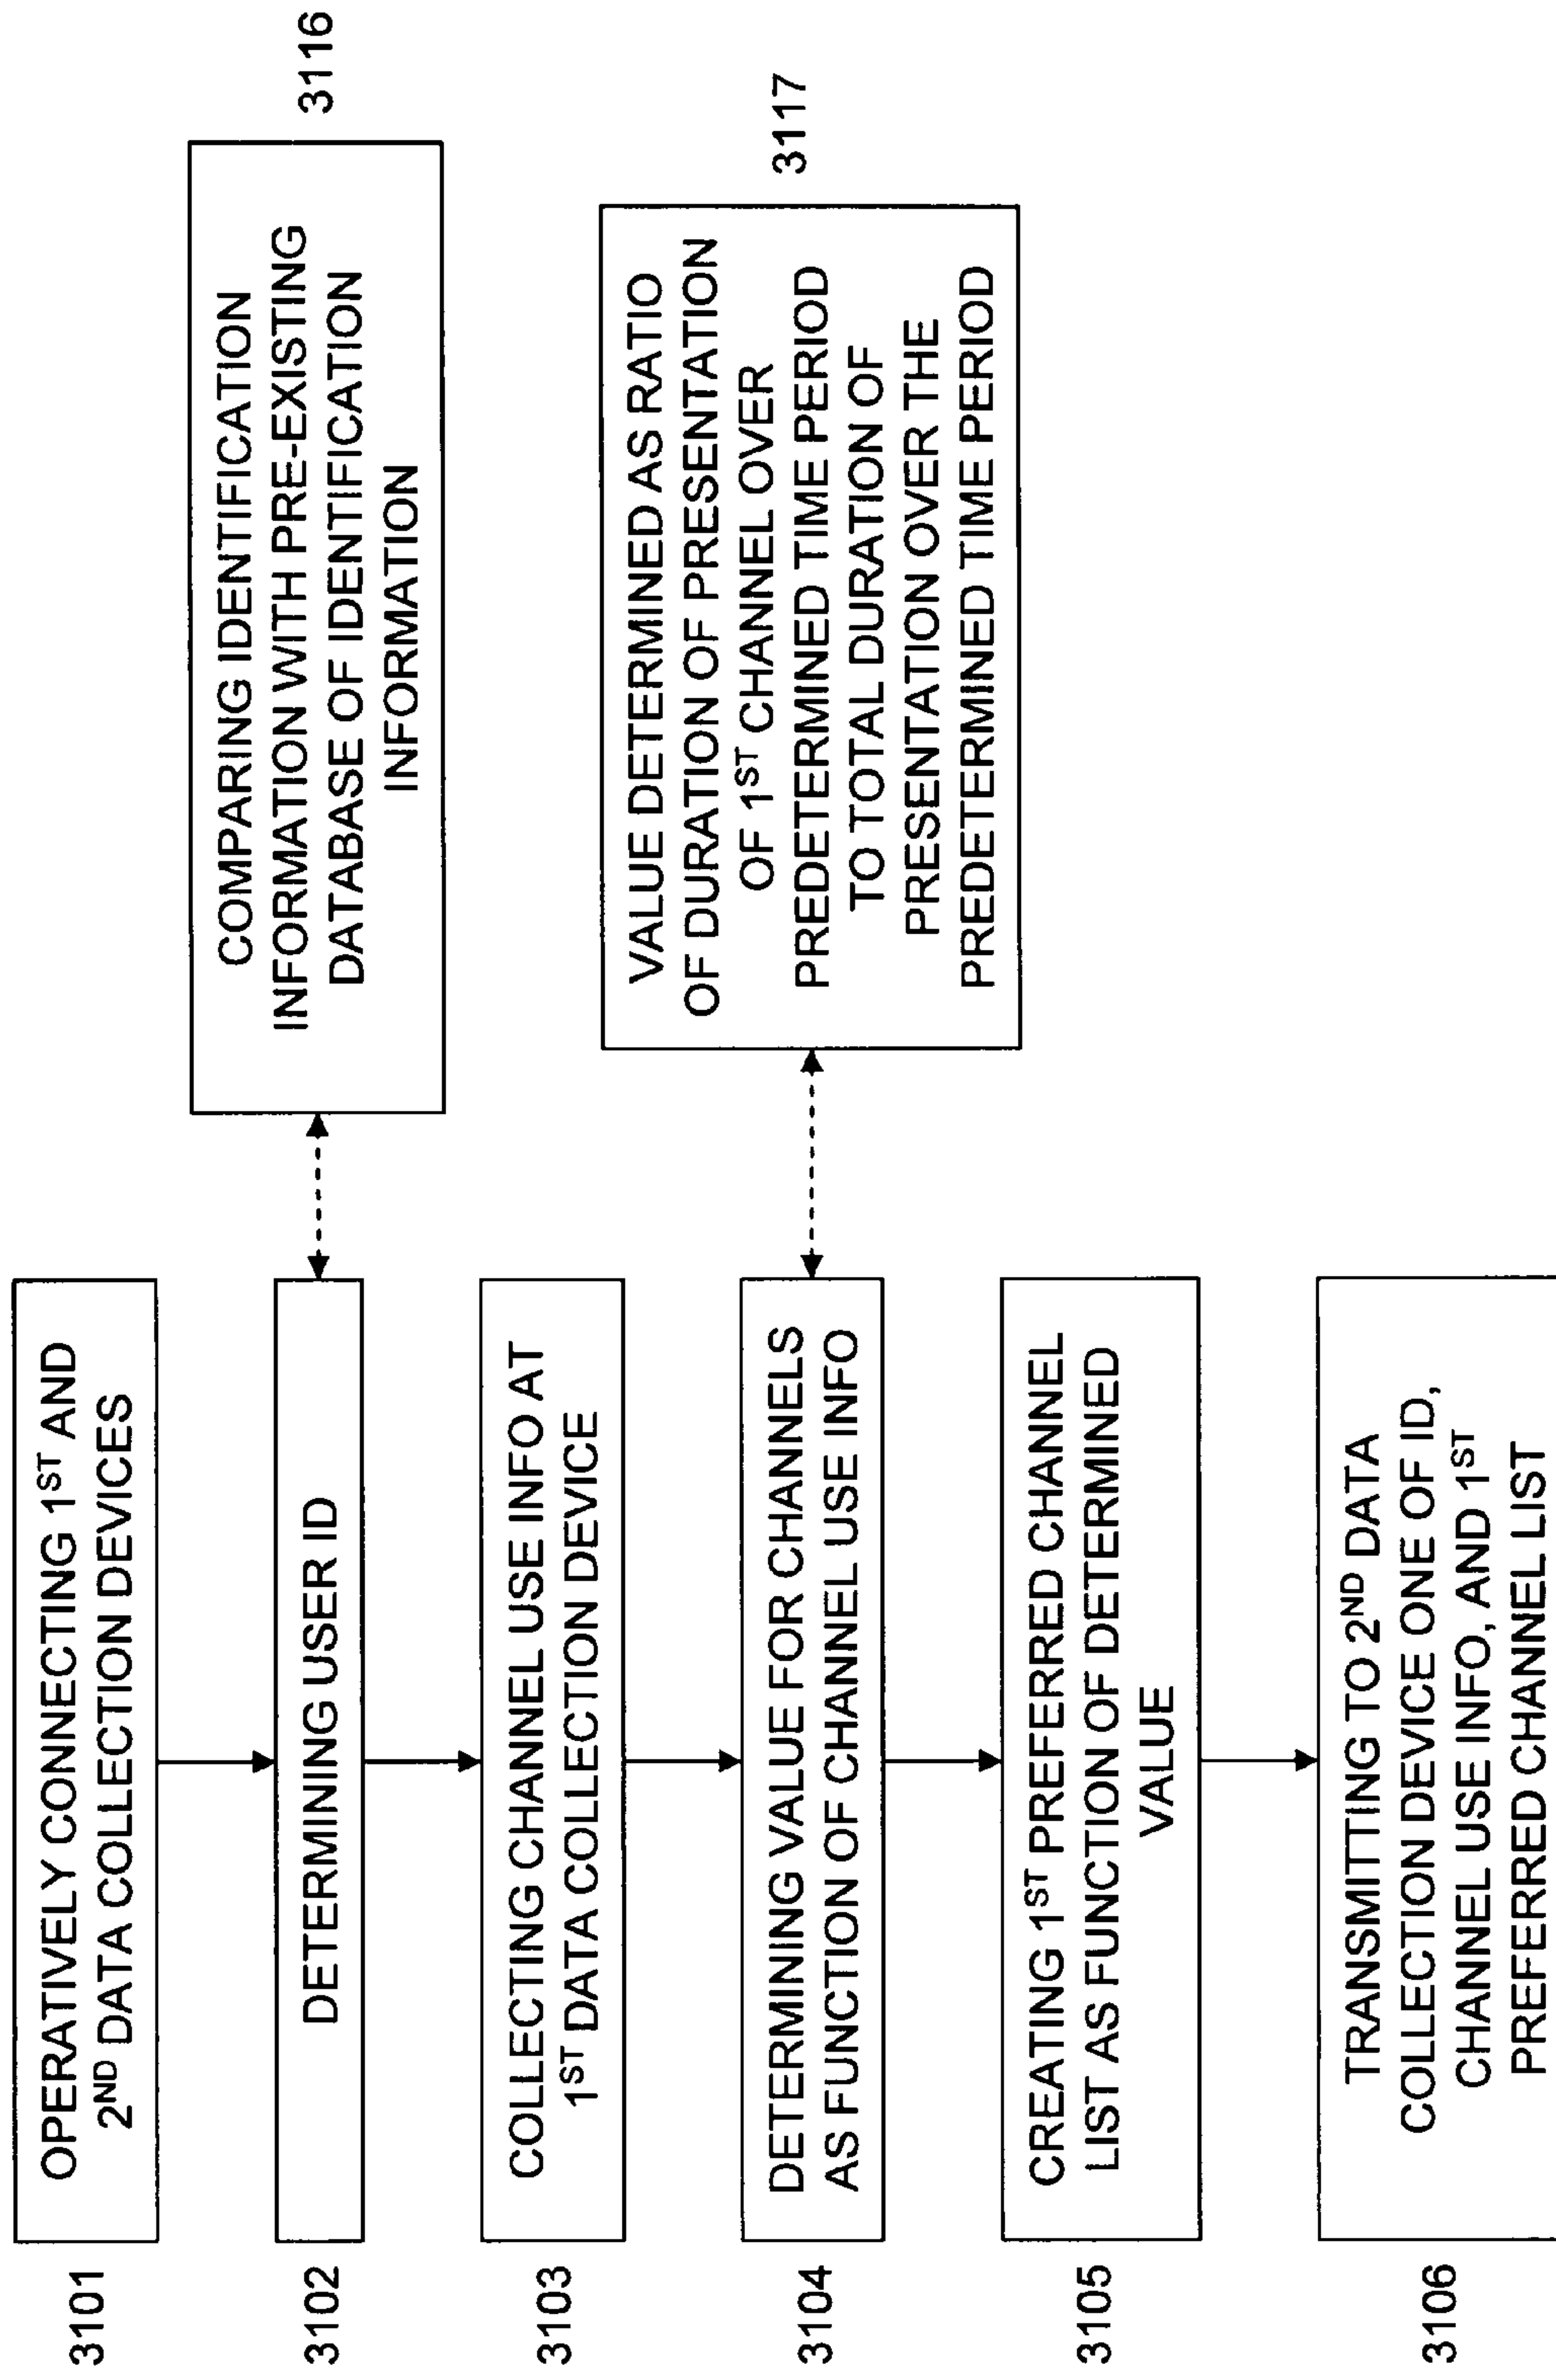 3101
OPERATIVELY CONNECTING 1ST AND
2ND DATA COLLECTION DEVICES
3102
DETERMINING USER ID
COMPARING IDENTIFICATION
INFORMATION WITH PRE-EXISTING
DATABASE OF IDENTIFICATION
INFORMATION
3116
3103
COLLECTING CHANNEL USE INFO AT
1ST DATA COLLECTION DEVICE
3104
DETERMINING VALUE FOR CHANNELS
AS FUNCTION OF CHANNEL USE INFO
VALUE DETERMINED AS RATIO
OF DURATION OF PRESENTATION
OF 1ST CHANNEL OVER
PREDETERMINED TIME PERIOD
TO TOTAL DURATION OF
PRESENTATION OVER THE
PREDETERMINED TIME PERIOD
3117
3105
CREATING 1ST PREFERRED CHANNEL
LIST AS FUNCTION OF DETERMINED
VALUE
3106
TRANSMITTING TO 2ND DATA
COLLECTION DEVICE ONE OF ID,
CHANNEL USE INFO, AND 1ST
PREFERRED CHANNEL LIST